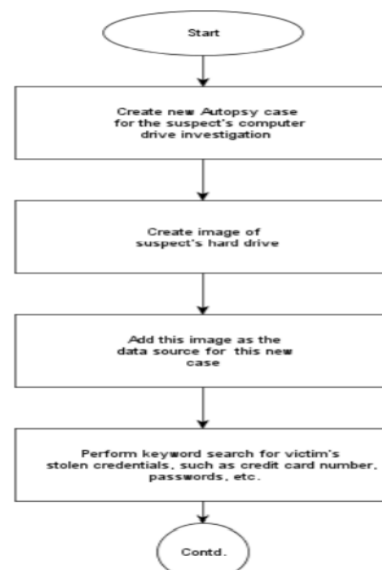 Start
Create new Autopsy case
for the suspect's computer
drive investigation
Create image of
suspect's hard drive
Add this image as the
data source for this new
case
Perform keyword search for victim's
stolen credentials, such as credit card number,
passwords, etc.
Contd.